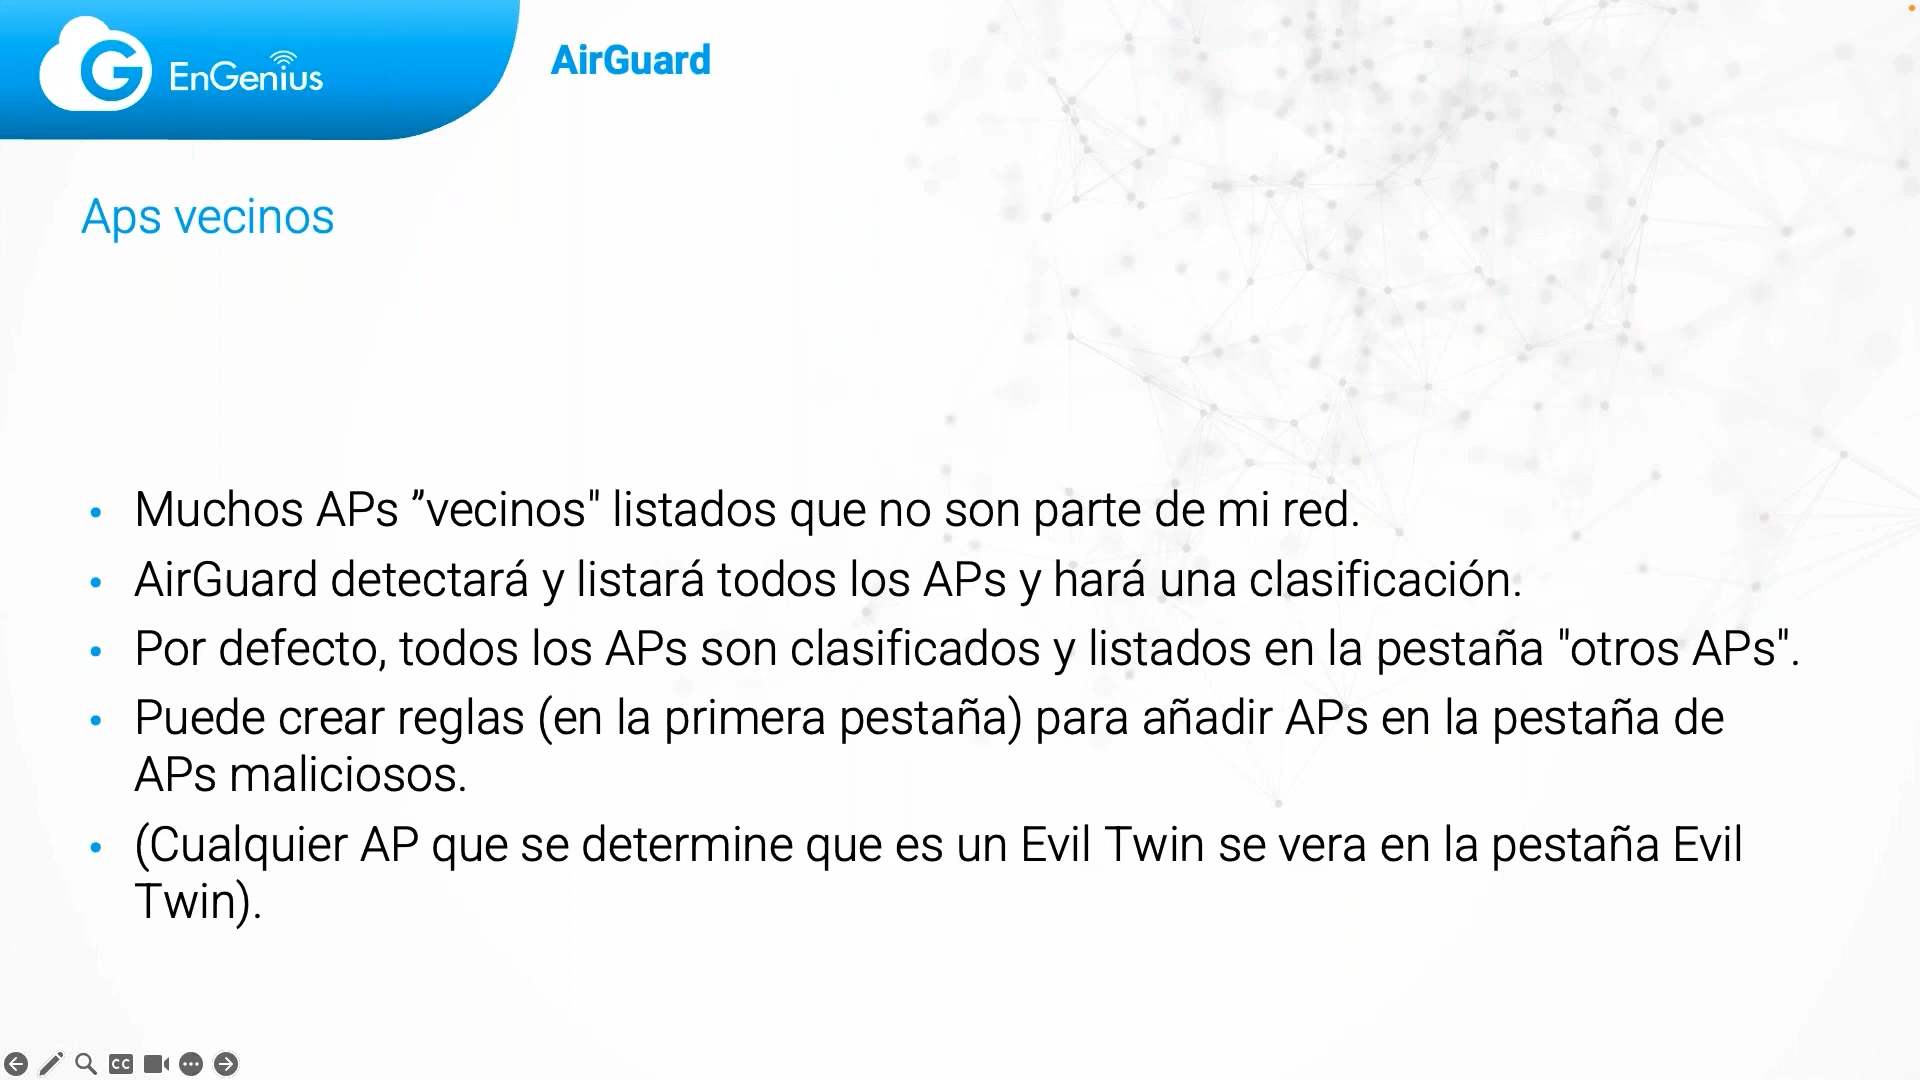 EnGenius
AirGuard
Aps vecinos
• Muchos APs ”vecinos" listados que no son parte de mi red.
• AirGuard detectará y listará todos los APs y hará una clasificación.
• Por defecto, todos los APs son clasificados y listados en la pestaña "otros APs".
• Puede crear reglas (en la primera pestaña) para añadir APs en la pestaña de
APs maliciosos.
• (Cualquier AP que se determine que es un Evil Twin se vera en la pestaña Evil
Twin).
CC